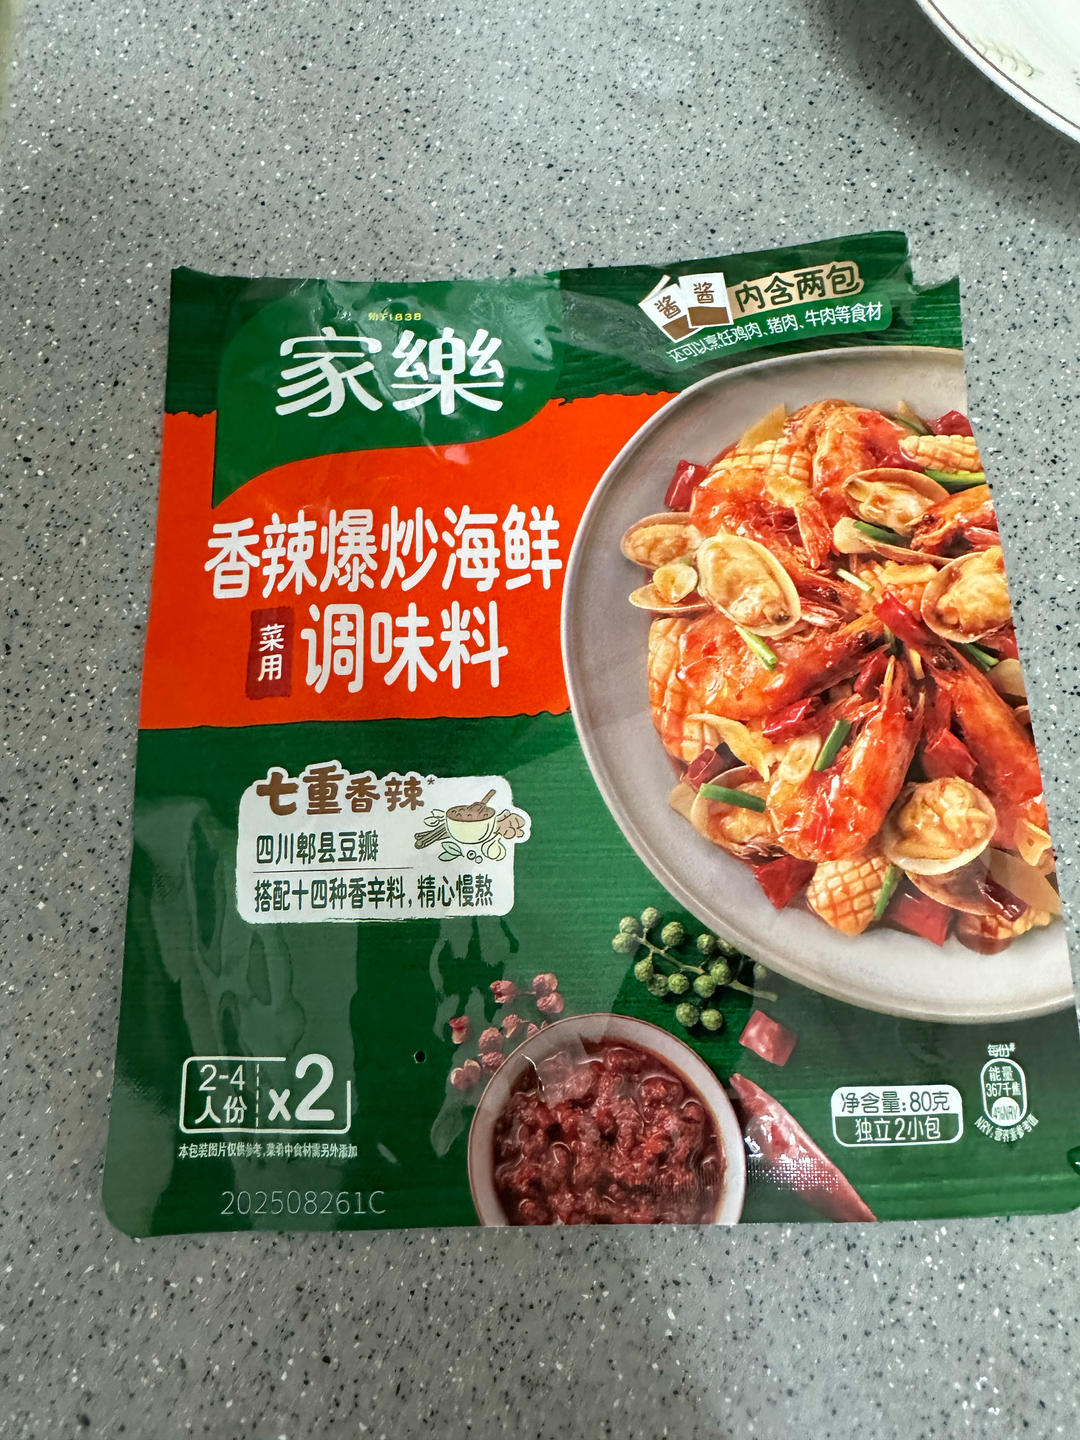 酱 酱 内含两包
还可以烹饪鸡肉、猪肉、牛肉等食材
始于1838
家樂
香辣爆炒海鲜
菜用 调味料
七重香辣*
四川郫县豆瓣
搭配十四种香辛料，精心慢熬
2-4人份 x2
本包装图片仅供参考，菜肴中食材需另外添加
202508261C
净含量：80克
独立2小包
每份#
能量
367千焦
4%NRV